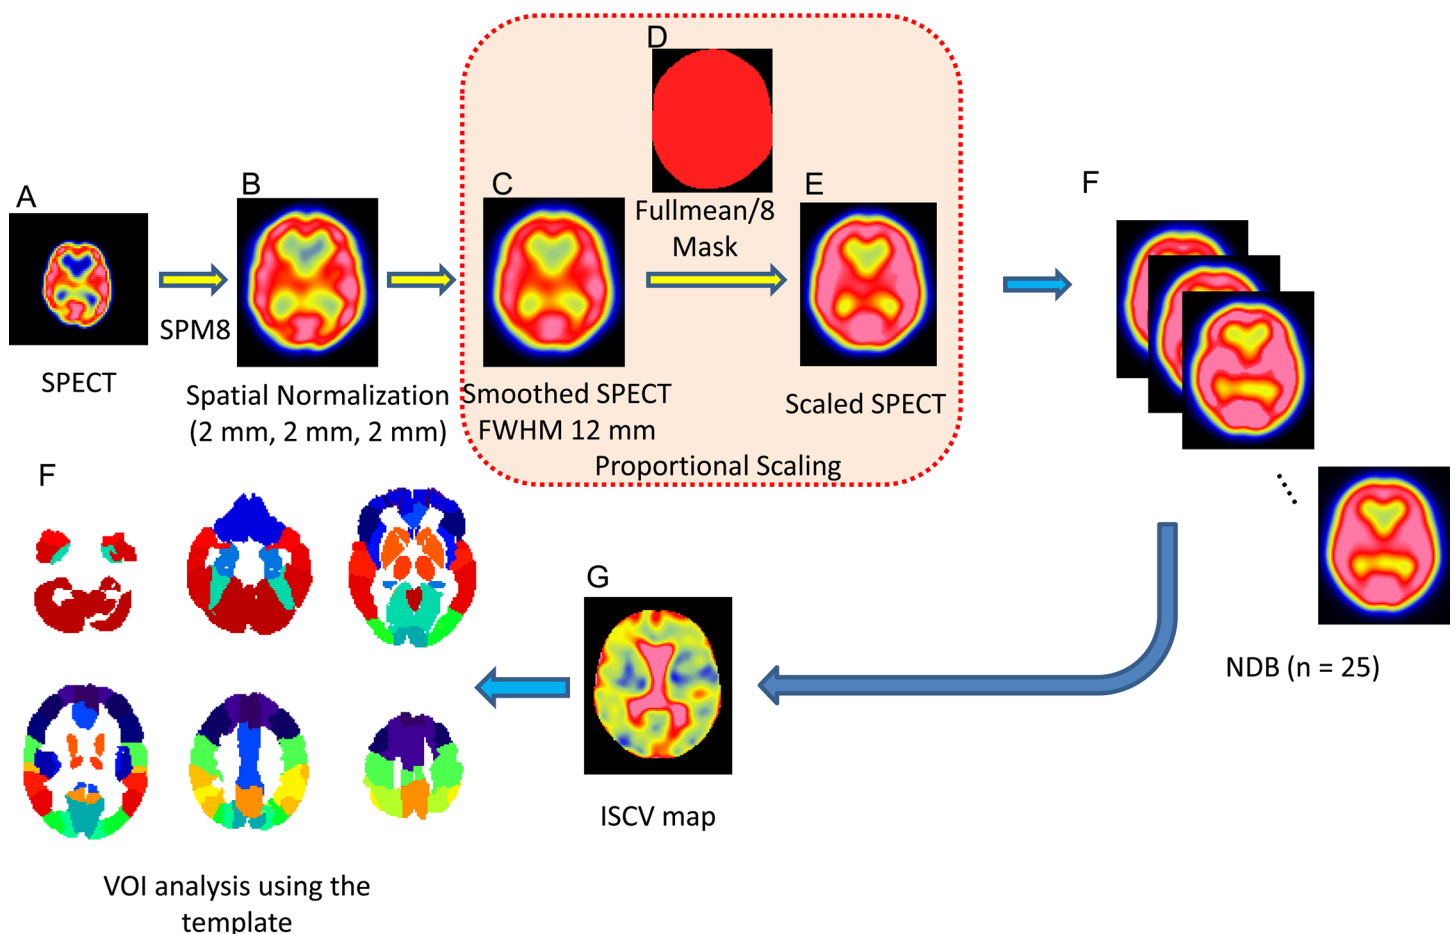 A
SPECT
SPM8
B
Spatial Normalization
(2 mm, 2 mm, 2 mm)
C
Smoothed SPECT
FWHM 12 mm
D
Fullmean/8
Mask
E
Scaled SPECT
Proportional Scaling
F
NDB (n = 25)
G
ISCV map
F
VOI analysis using the
template